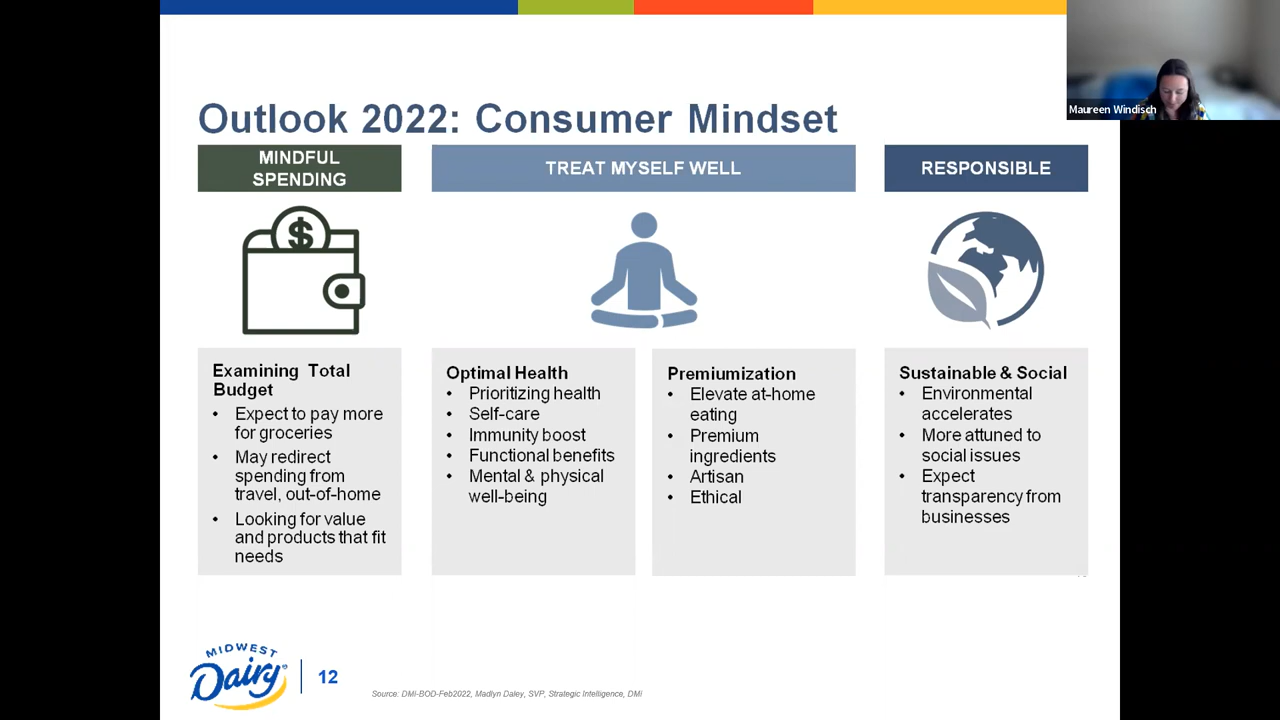 Maureen Windisch
Outlook 2022: Consumer Mindset
MINDFUL
SPENDING
TREAT MYSELF WELL
RESPONSIBLE
$
Examining Total
Budget
• Expect to pay more
for groceries
• May redirect
spending from
travel, out-of-home
• Looking for value
and products that fit
needs
Optimal Health
• Prioritizing health
• Self-care
• Immunity boost
• Functional benefits
• Mental & physical
well-being
Premiumization
• Elevate at-home
eating
• Premium
ingredients
• Artisan
• Ethical
Sustainable & Social
• Environmental
accelerates
• More attuned to
social issues
• Expect
transparency from
businesses
MIDWEST
Dairy®
12
Source: DMI-BOD-Feb2022, Madlyn Daley, SVP, Strategic Intelligence, DMI